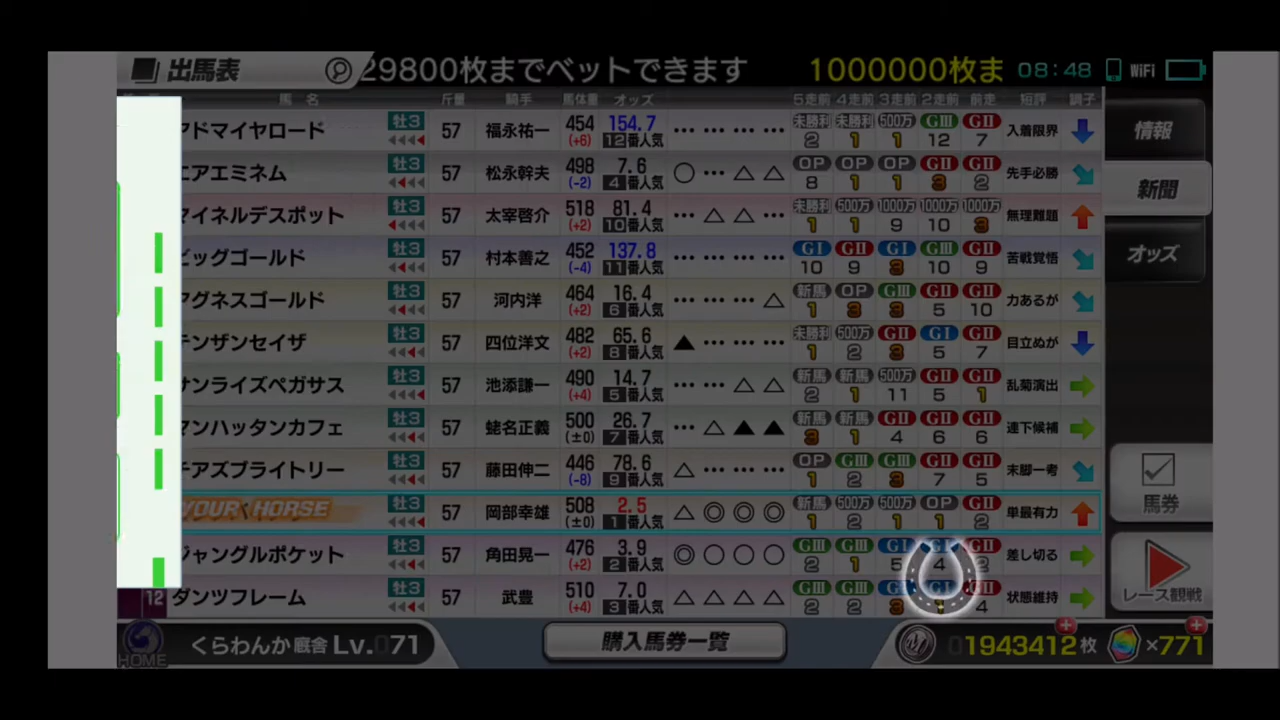 出馬表 29800枚までベットできます 1000000枚ま 08:48 WiFi
馬名 斤量 騎手 馬体重 オッズ 5走前 4走前 3走前 2走前 前走 短評 調子
アドマイヤロード 牡3 57 福永祐一 454 (+6) 154.7 12番人気 … … … … 未勝利 2 未勝利 1 500万 1 GIII 12 GII 7 入着限界
エアエミネム 牡3 57 松永幹夫 498 (-2) 7.6 4番人気 ○ … △ △ OP 8 OP 1 OP 1 GII 3 GII 2 先手必勝
マイネルデスポット 牡3 57 太宰啓介 518 (+2) 81.4 10番人気 … △ △ … 未勝利 1 500万 1 1000万 9 1000万 10 1000万 3 無理難題
ビッグゴールド 牡3 57 村本善之 452 (-4) 137.8 11番人気 … … … … GI 10 GII 9 GI 3 GIII 10 GII 9 苦戦覚悟
アグネスゴールド 牡3 57 河内洋 464 (+2) 16.4 6番人気 … … … △ 新馬 1 OP 3 GIII 3 GII 5 GII 10 力あるが
テンザンセイザ 牡3 57 四位洋文 482 (+2) 65.6 8番人気 ▲ … … … 未勝利 1 500万 2 GII 3 GI 5 GII 7 目立ぬが
サンライズペガサス 牡3 57 池添謙一 490 (+4) 14.7 5番人気 … … △ △ 新馬 2 新馬 1 500万 11 GII 5 GII 1 乱菊演出
マンハッタンカフェ 牡3 57 蛯名正義 500 (±0) 26.7 7番人気 … △ ▲ ▲ 新馬 3 新馬 1 GII 4 GII 6 GII 6 連下候補
チアズブライトリー 牡3 57 藤田伸二 446 (-8) 78.6 9番人気 △ … … … OP 1 GIII 2 GIII 3 GII 7 GII 5 末脚一考
YOUR HORSE 牡3 57 岡部幸雄 508 (±0) 2.5 1番人気 △ ◎ ◎ ◎ 新馬 1 500万 2 500万 1 OP 1 GII 2 単最有力
ジャングルポケット 牡3 57 角田晃一 476 (+2) 3.9 2番人気 ◎ ○ ○ ○ GIII 1 GIII 1 GI 5 GI 4 GII 2 差し切る
12 ダンツフレーム 牡3 57 武豊 510 (+4) 7.0 3番人気 △ △ △ △ GIII 2 GIII 2 GI 3 GI GIII 4 状態維持
情報
新聞
オッズ
馬券
レース観戦
HOME くらわんか厩舎 Lv.071 購入馬券一覧 01943412枚 ×771